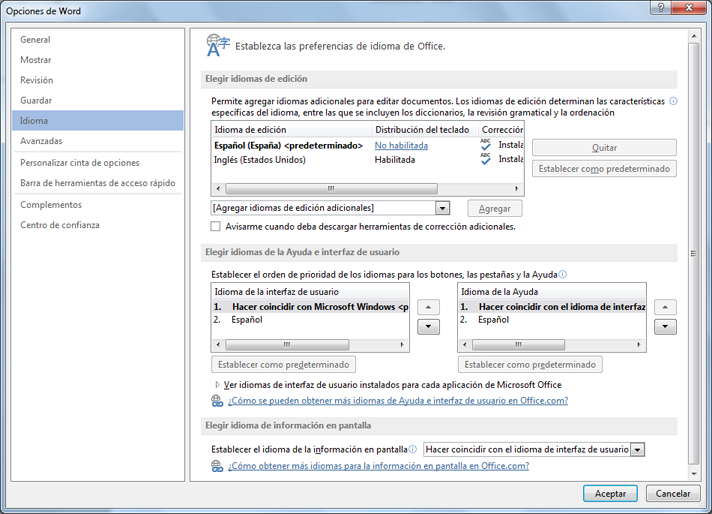 Opciones de Word
General
Mostrar
Revisión
Guardar
Idioma
Avanzadas
Personalizar cinta de opciones
Barra de herramientas de acceso rápido
Complementos
Centro de confianza
Establezca las preferencias de idioma de Office.
Elegir idiomas de edición
Permite agregar idiomas adicionales para editar documentos. Los idiomas de edición determinan las características
específicas del idioma, entre las que se incluyen los diccionarios, la revisión gramatical y la ordenación
Idioma de edición Distribución del teclado Corrección
Español (España) <predeterminado> No habilitada ABC Instala
Inglés (Estados Unidos) Habilitada ABC Instala
Quitar
Establecer como predeterminado
[Agregar idiomas de edición adicionales] Agregar
Avisarme cuando deba descargar herramientas de corrección adicionales.
Elegir idiomas de la Ayuda e interfaz de usuario
Establecer el orden de prioridad de los idiomas para los botones, las pestañas y la Ayuda
Idioma de la interfaz de usuario
1. Hacer coincidir con Microsoft Windows <p
2. Español
Establecer como predeterminado
Idioma de la Ayuda
1. Hacer coincidir con el idioma de interfaz
2. Español
Establecer como predeterminado
Ver idiomas de interfaz de usuario instalados para cada aplicación de Microsoft Office
¿Cómo se pueden obtener más idiomas de Ayuda e interfaz de usuario en Office.com?
Elegir idioma de información en pantalla
Establecer el idioma de la información en pantalla Hacer coincidir con el idioma de interfaz de usuario
¿Cómo obtener más idiomas para la información en pantalla en Office.com?
Aceptar Cancelar